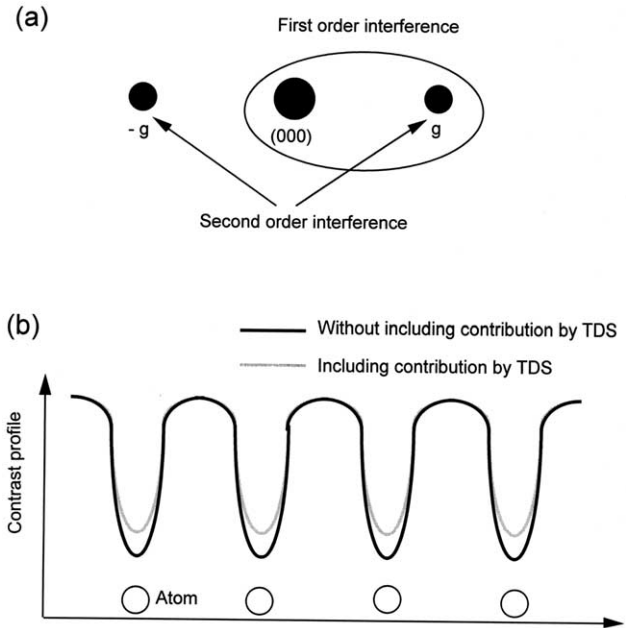 (a)
First order interference
- g
(000)
g
Second order interference
(b)
Without including contribution by TDS
Including contribution by TDS
Contrast profile
Atom